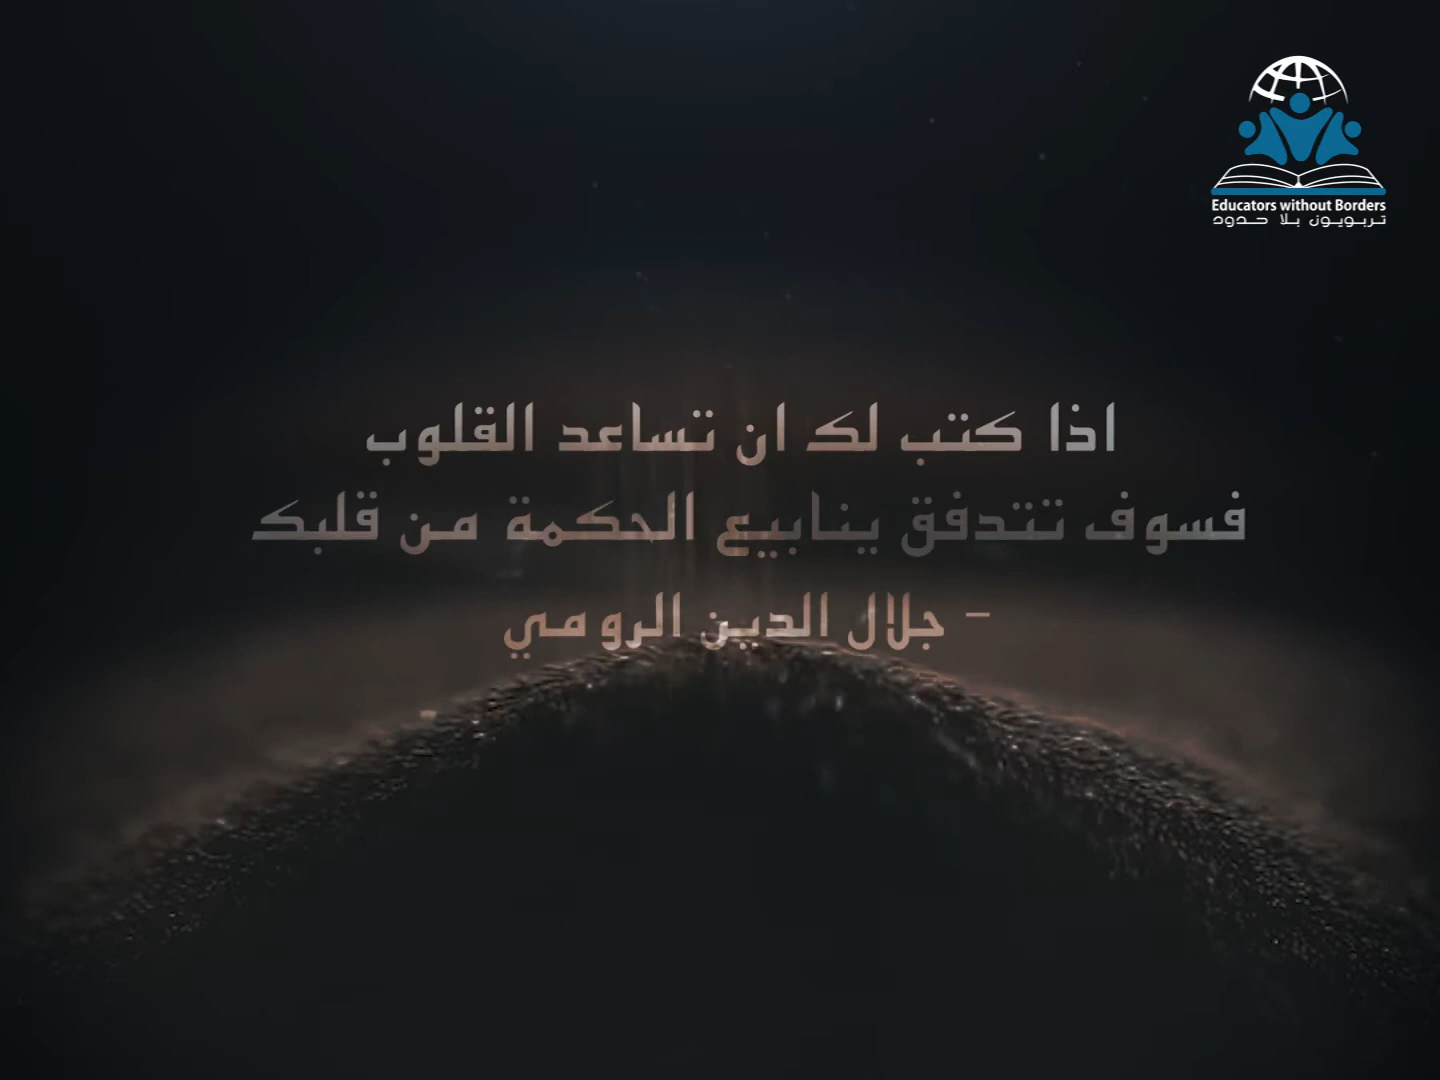 Educators without Borders
تربويون بلا حدود
اذا كتب لك ان تساعد القلوب
فسوف تتدفق ينابيع الحكمة من قلبك
- جلال الدين الرومي